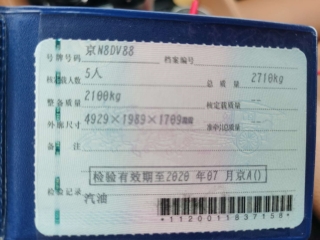 号牌号码 京N8DV88 档案编号
核定载人数 5人 总质量 2710kg
整备质量 2100kg 核定载质量 --
外廓尺寸 4929×1989×1709mm 准牵引总质量 --
备注
检验有效期至2020 年07 月京A()
检验记录 汽油
*1120011837158*